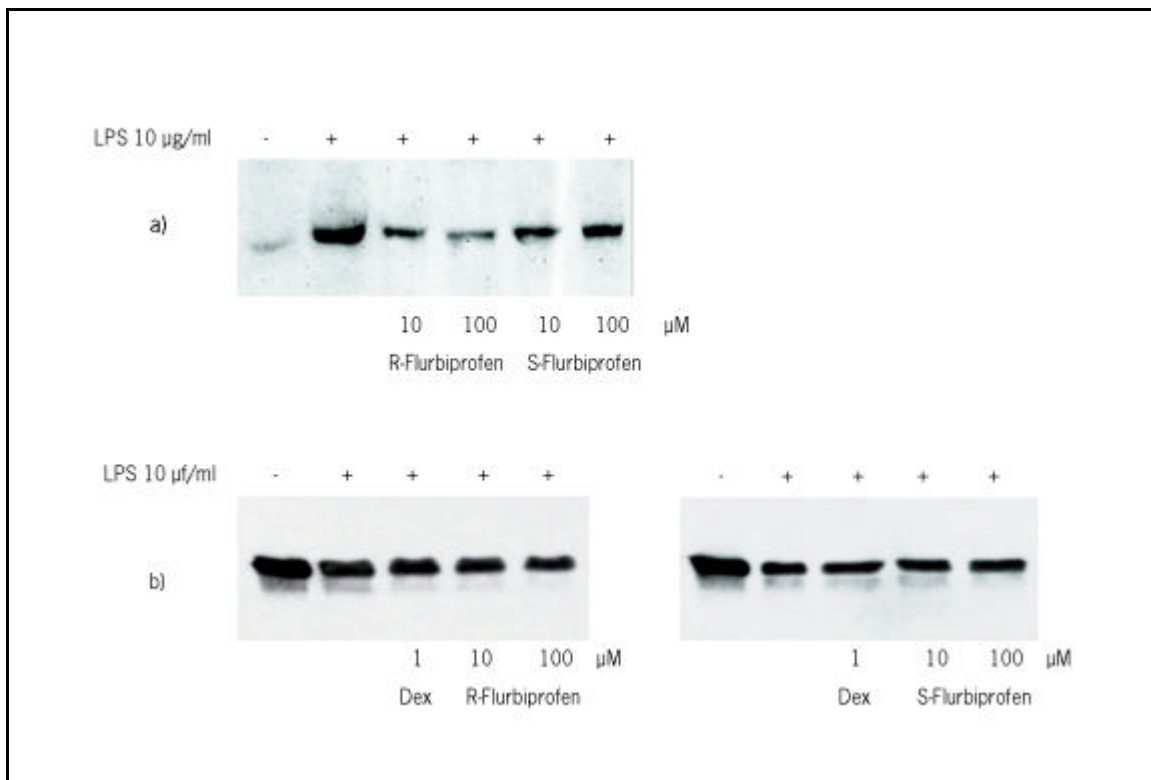 LPS 10 µg/ml - + + + + +
a)
10 100 10 100 µM
R-Flurbiprofen S-Flurbiprofen
LPS 10 µf/ml - + + + + - + + + +
b)
1 10 100 µM 1 10 100 µM
Dex R-Flurbiprofen Dex S-Flurbiprofen